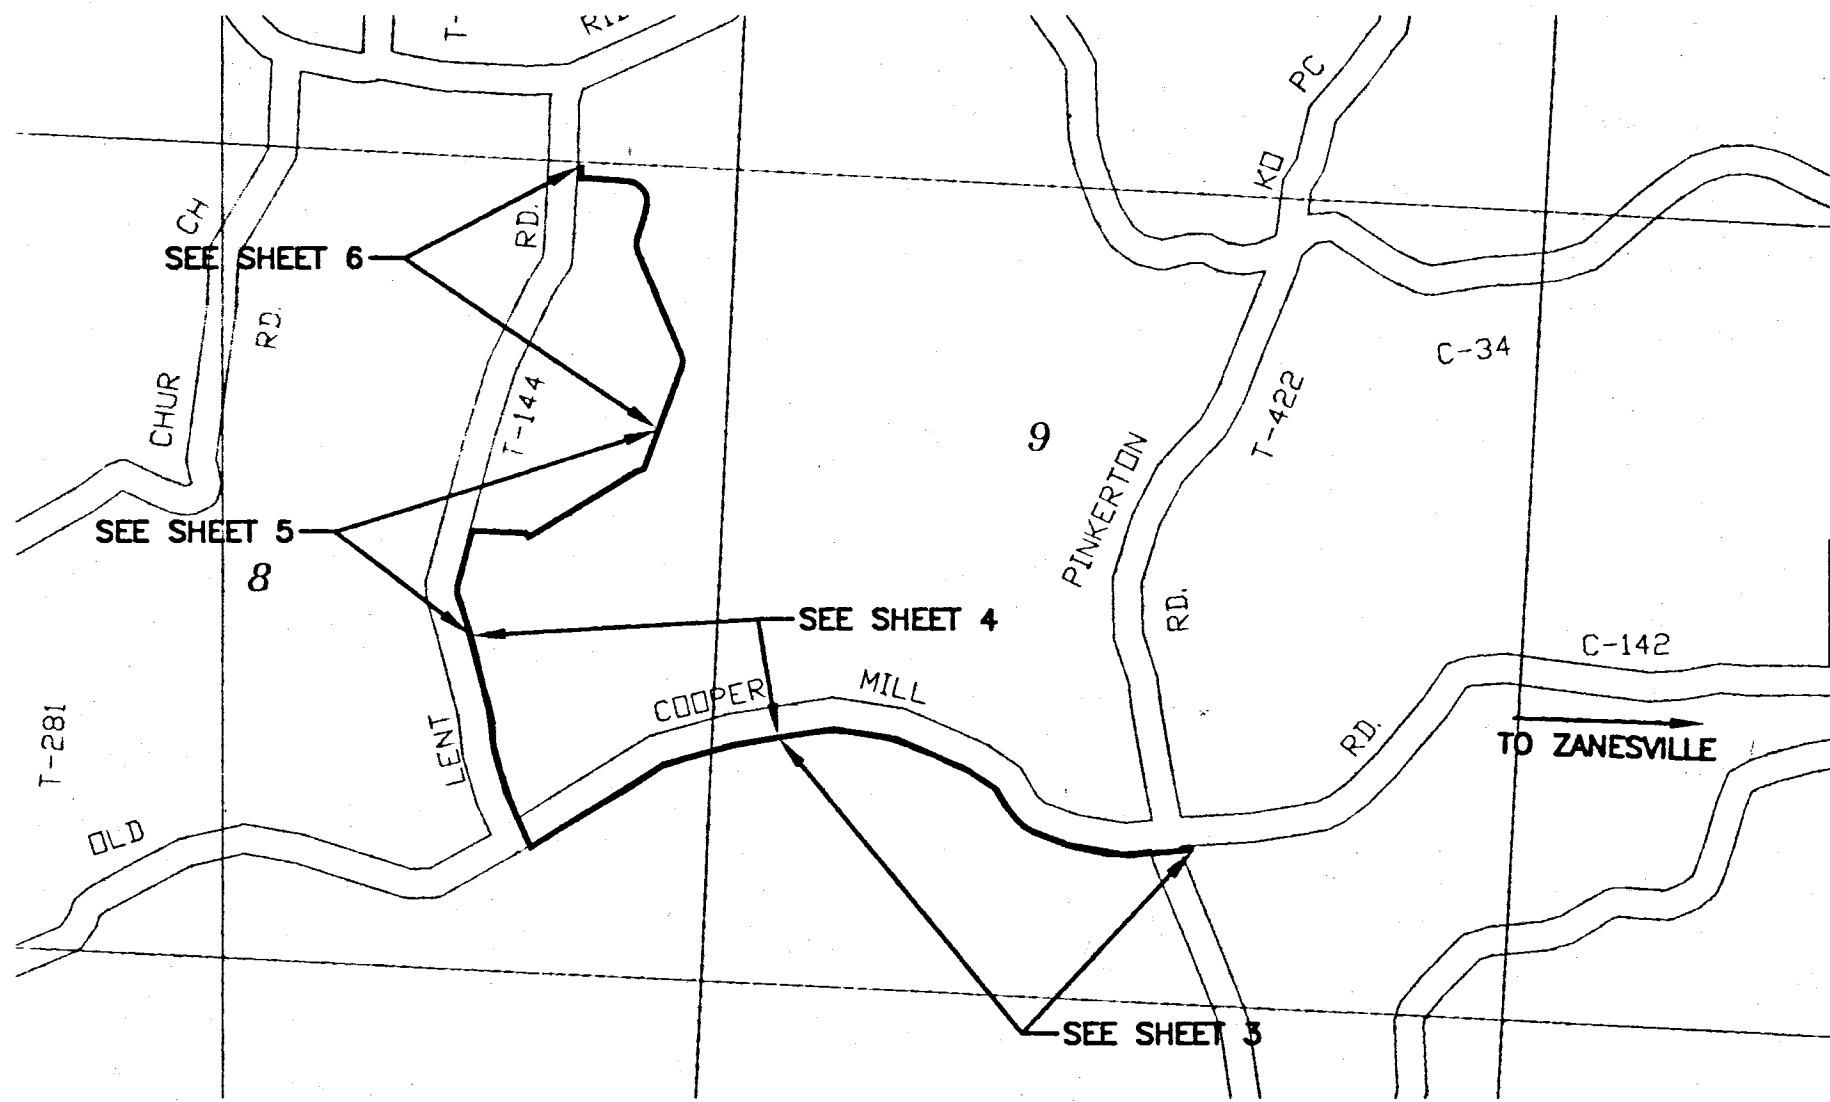 T-
CH
KO
PC
RD.
SEE SHEET 6
RD.
C-34
CHUR
T-144
T-422
9
PINKERTON
SEE SHEET 5
8
RD.
SEE SHEET 4
C-142
COOPER
MILL
T-281
LENT
RD.
TO ZANESVILLE
OLD
SEE SHEET 3